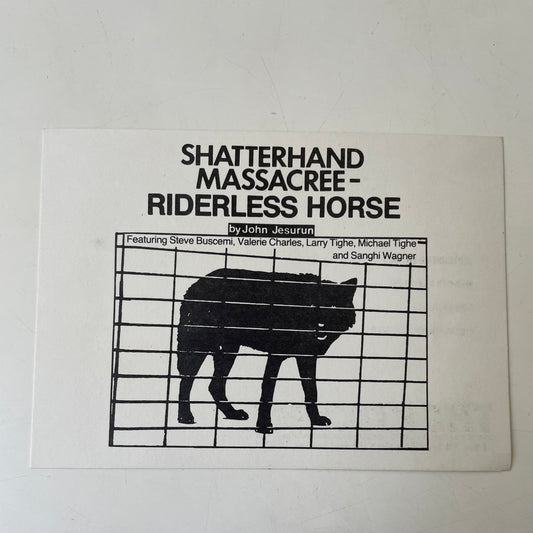 SHATTERHAND
MASSACREE-
RIDERLESS HORSE
by John Jesurun
Featuring Steve Buscemi, Valerie Charles, Larry Tighe, Michael Tighe
and Sanghi Wagner